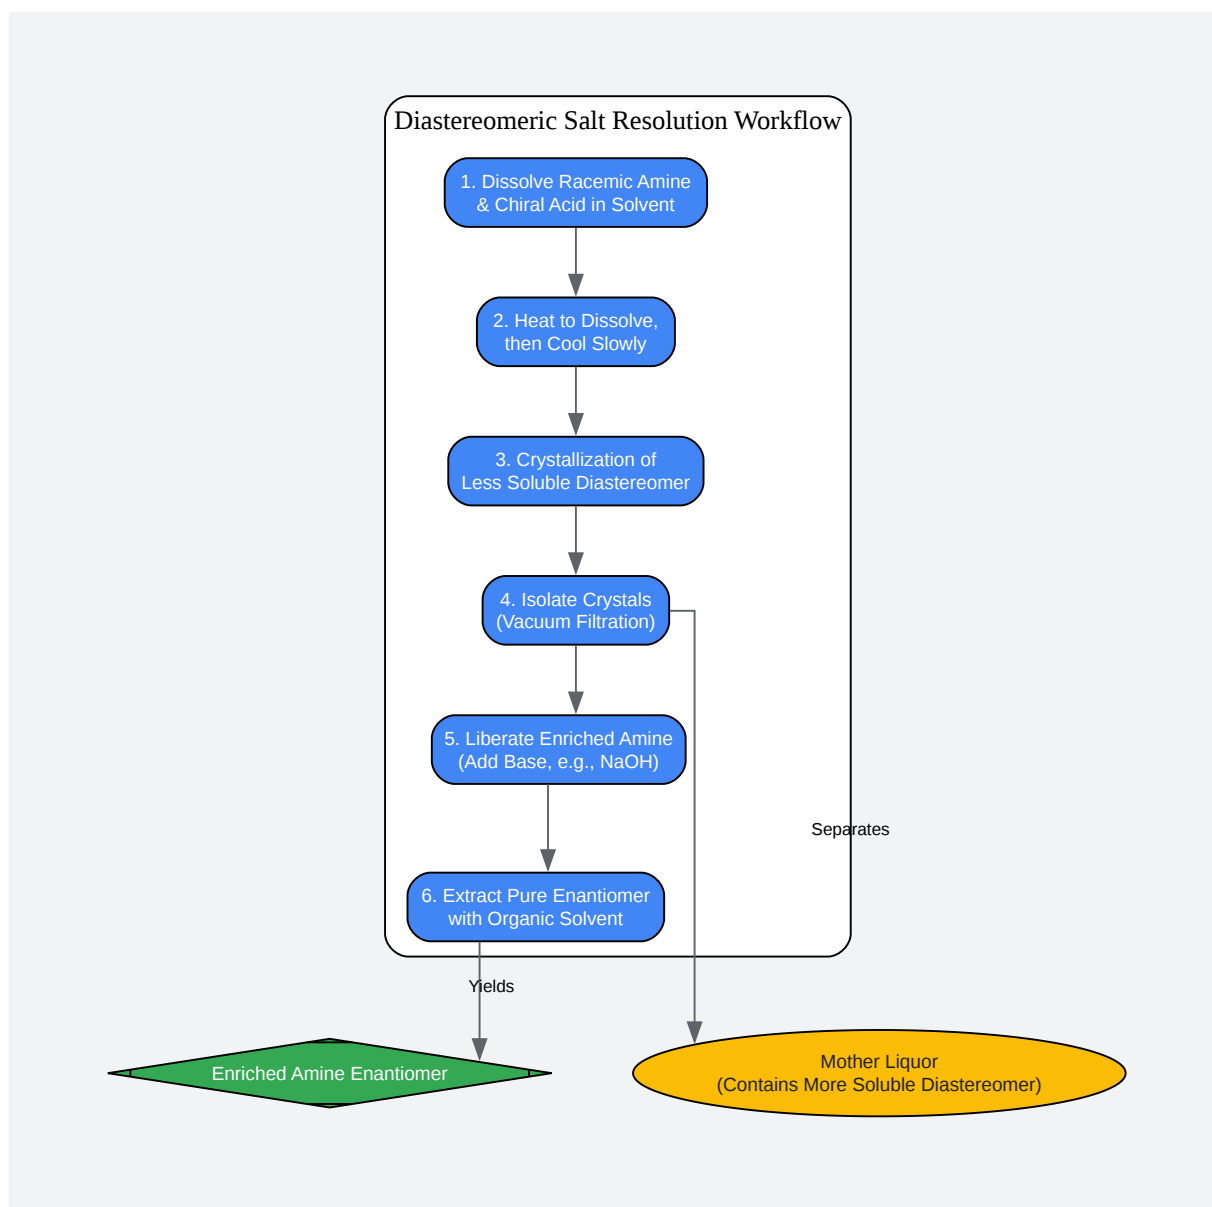 Diastereomeric Salt Resolution Workflow
1. Dissolve Racemic Amine
& Chiral Acid in Solvent
2. Heat to Dissolve,
then Cool Slowly
3. Crystallization of
Less Soluble Diastereomer
4. Isolate Crystals
(Vacuum Filtration)
5. Liberate Enriched Amine
(Add Base, e.g., NaOH)
Separates
6. Extract Pure Enantiomer
with Organic Solvent
Yields
Enriched Amine Enantiomer
Mother Liquor
(Contains More Soluble Diastereomer)